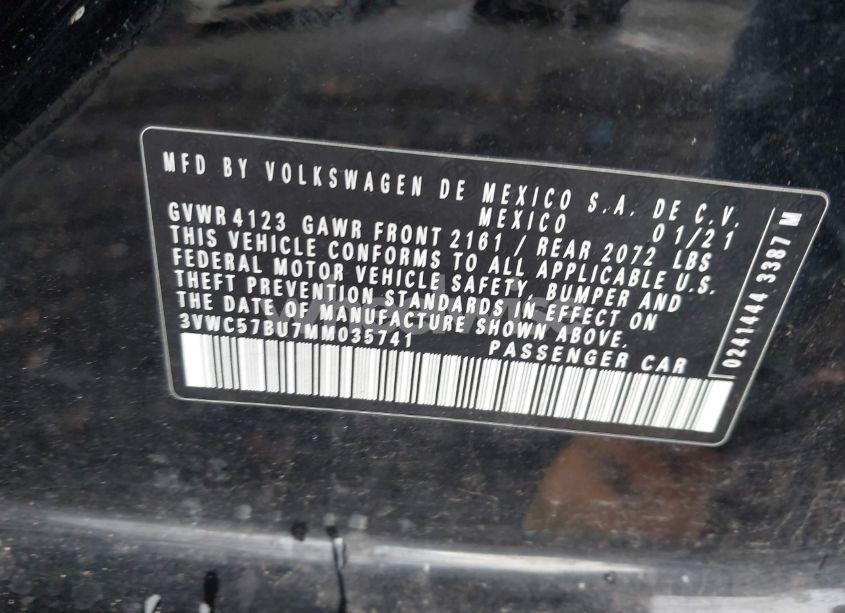 MFD BY VOLKSWAGEN DE MEXICO S.A. DE C.V.
MEXICO 01/21
GVWR 4123 GAWR FRONT 2161 / REAR 2072 LBS
THIS VEHICLE CONFORMS TO ALL APPLICABLE U.S.
FEDERAL MOTOR VEHICLE SAFETY, BUMPER AND
THEFT PREVENTION STANDARDS IN EFFECT ON
THE DATE OF MANUFACTURE SHOWN ABOVE.
3VWC57BU7MM035741 PASSENGER CAR
0241444 3387 M